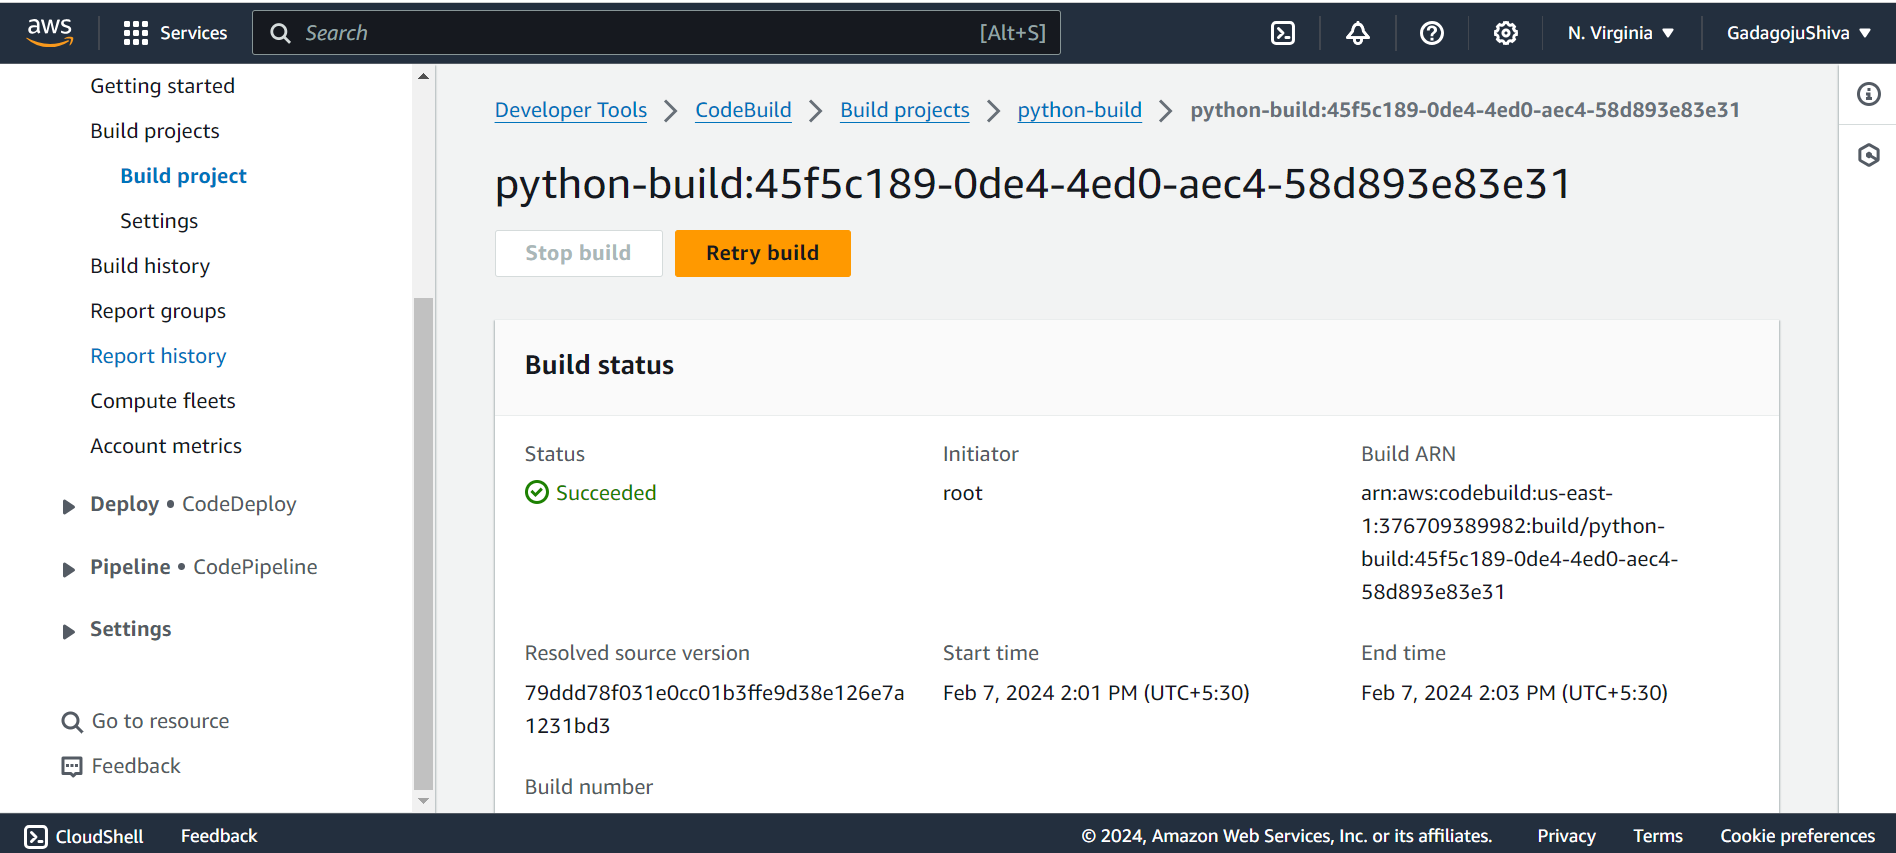 aws
Services
Search
[Alt+S]
N. Virginia
GadagojuShiva
Getting started
Build projects
Build project
Settings
Build history
Report groups
Report history
Compute fleets
Account metrics
Deploy • CodeDeploy
Pipeline • CodePipeline
Settings
Go to resource
Feedback
Developer Tools
CodeBuild
Build projects
python-build
python-build:45f5c189-0de4-4ed0-aec4-58d893e83e31
python-build:45f5c189-0de4-4ed0-aec4-58d893e83e31
Stop build
Retry build
Build status
Status
Succeeded
Initiator
root
Build ARN
arn:aws:codebuild:us-east-
1:376709389982:build/python-
build:45f5c189-0de4-4ed0-aec4-
58d893e83e31
Resolved source version
79ddd78f031e0cc01b3ffe9d38e126e7a
1231bd3
Start time
Feb 7, 2024 2:01 PM (UTC+5:30)
End time
Feb 7, 2024 2:03 PM (UTC+5:30)
Build number
CloudShell
Feedback
© 2024, Amazon Web Services, Inc. or its affiliates.
Privacy
Terms
Cookie preferences